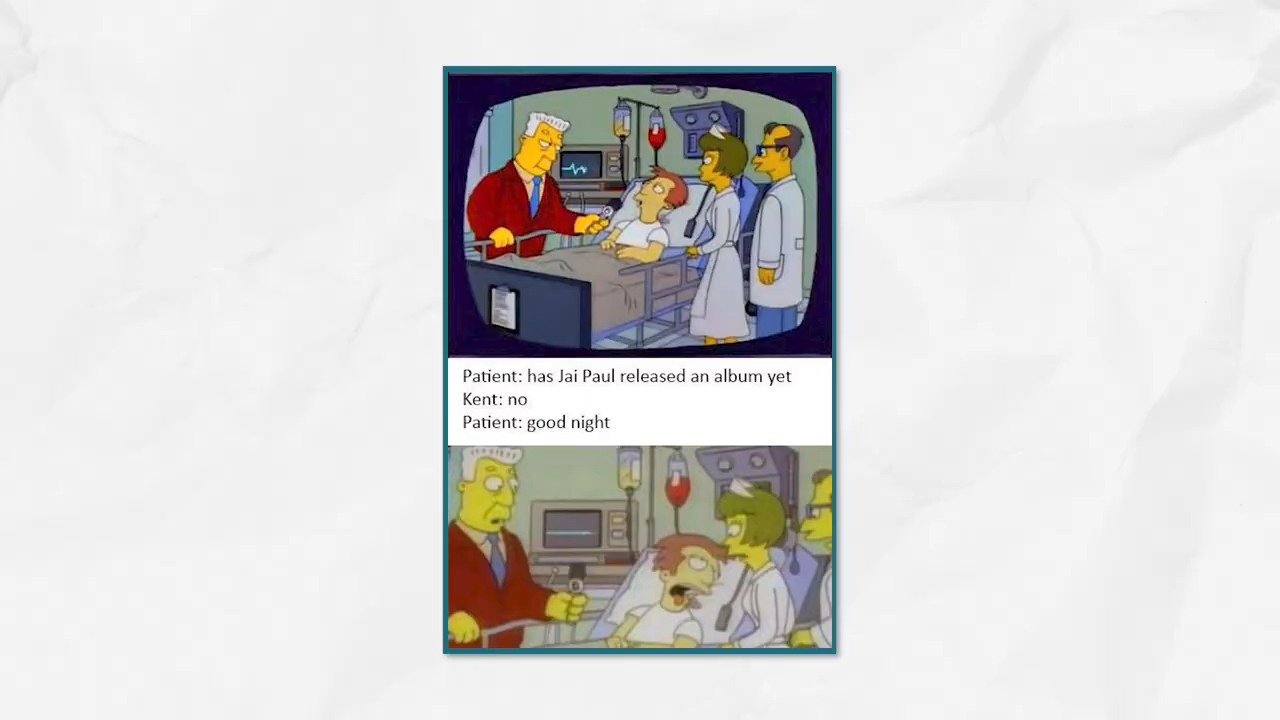 Patient: has Jai Paul released an album yet
Kent: no
Patient: good night